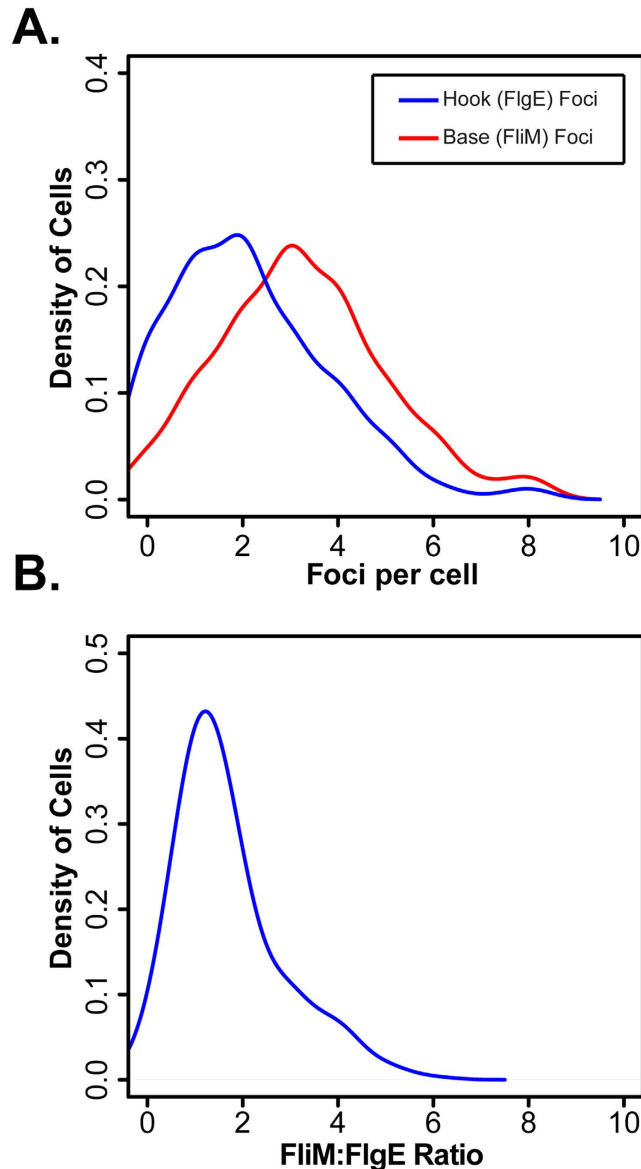 A.
Density of Cells
0.0 0.1 0.2 0.3 0.4
Hook (FlgE) Foci
Base (FliM) Foci
0 2 4 6 8 10
Foci per cell
B.
Density of Cells
0.0 0.1 0.2 0.3 0.4 0.5
0 2 4 6 8 10
FliM:FlgE Ratio